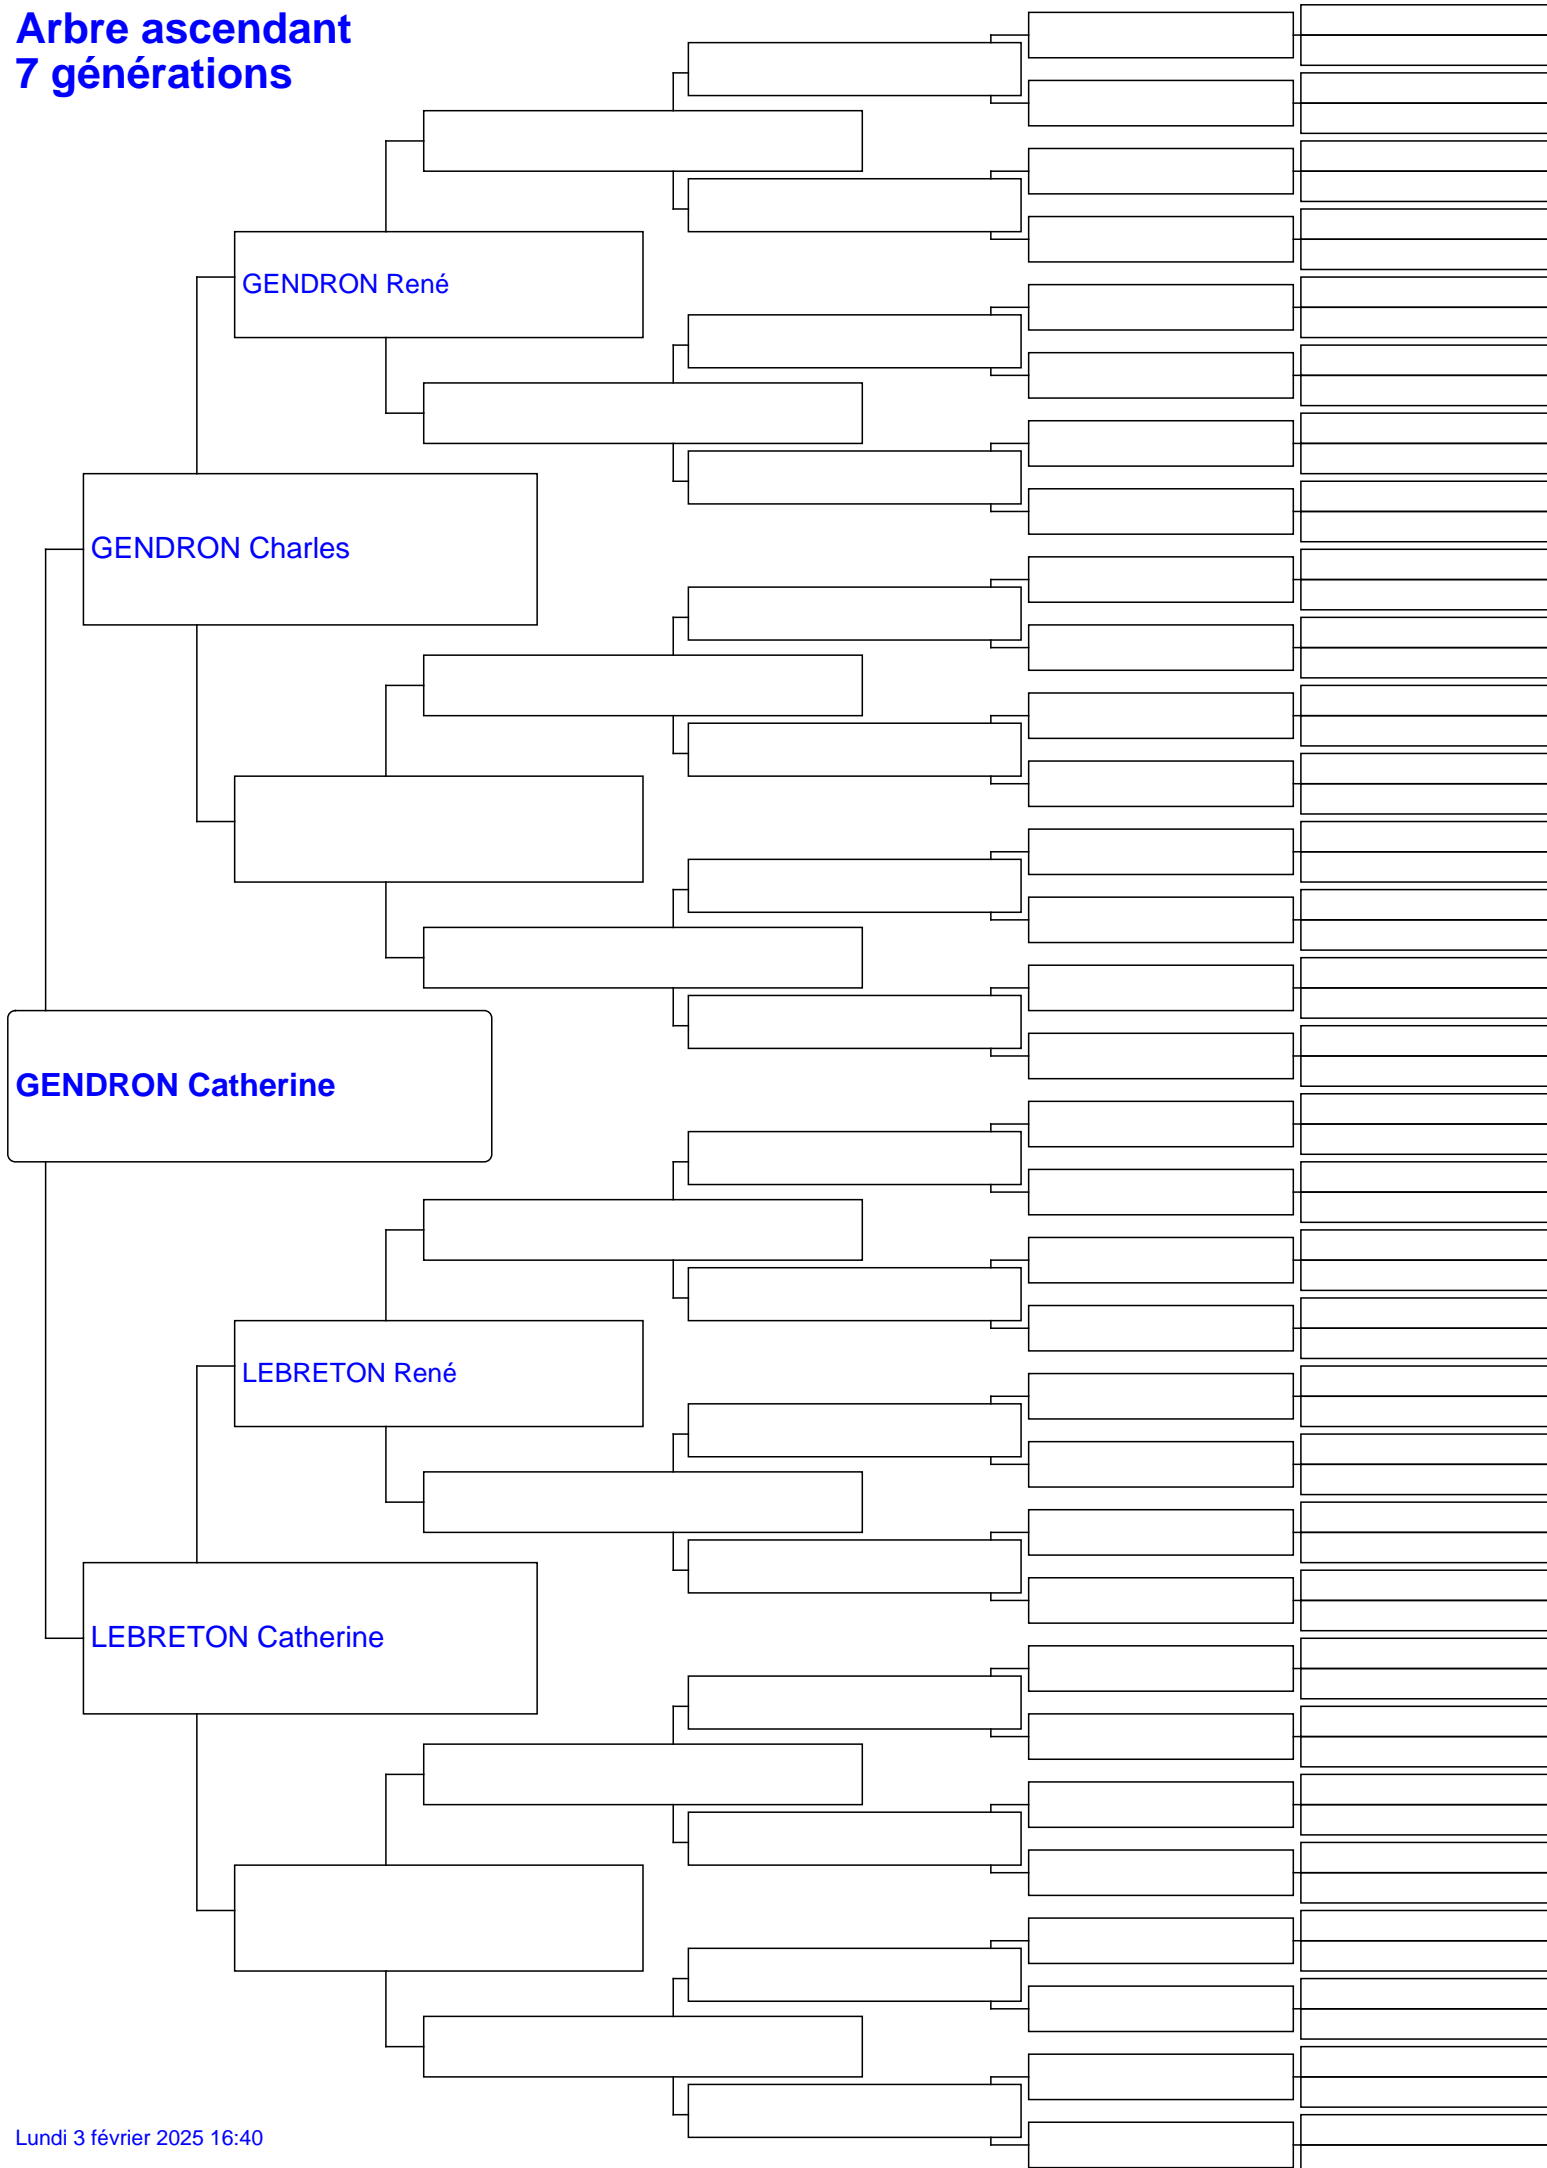 Arbre ascendant
7 générations
GENDRON René
GENDRON Charles
GENDRON Catherine
LEBRETON René
LEBRETON Catherine
Lundi 3 février 2025 16:40